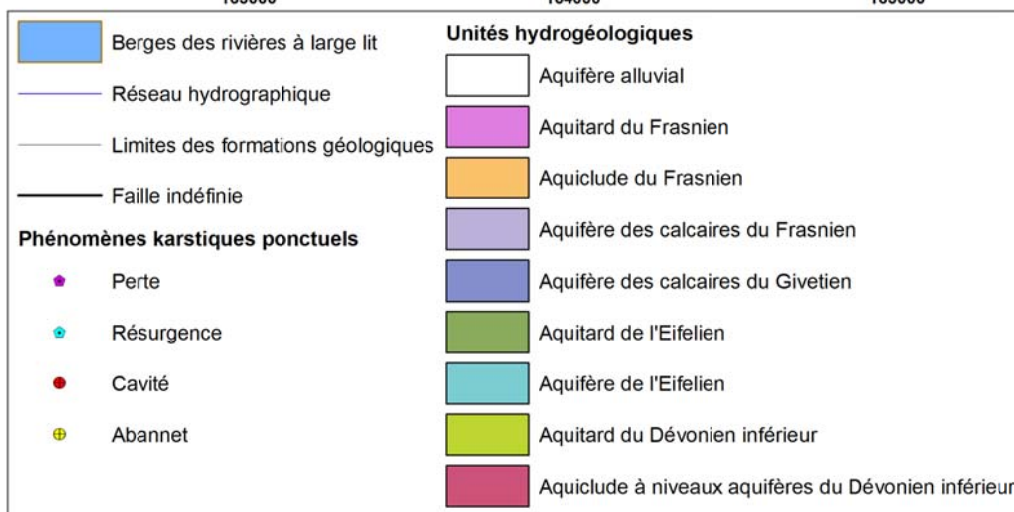 Berges des rivières à large lit
Réseau hydrographique
Limites des formations géologiques
Faille indéfinie
Phénomènes karstiques ponctuels
Perte
Résurgence
Cavité
Abannet
Unités hydrogéologiques
Aquifère alluvial
Aquitard du Frasnien
Aquiclude du Frasnien
Aquifère des calcaires du Frasnien
Aquifère des calcaires du Givetien
Aquitard de l'Eifelien
Aquifère de l'Eifelien
Aquitard du Dévonien inférieur
Aquiclude à niveaux aquifères du Dévonien inférieur